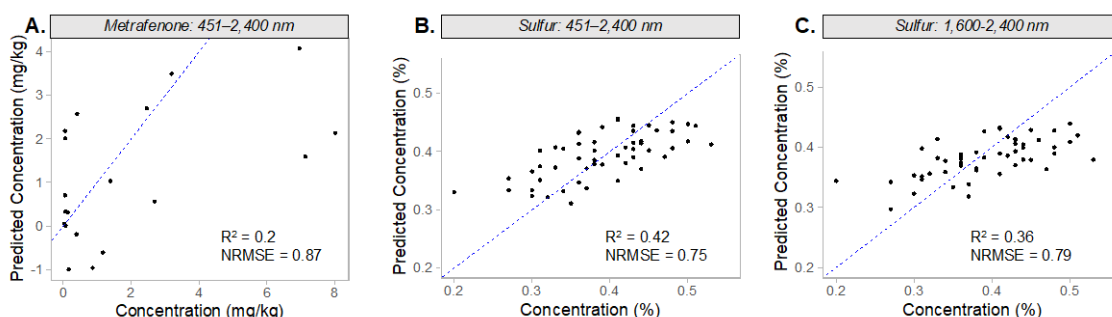 A. Metrafenone: 451–2,400 nm
Predicted Concentration (mg/kg)
4
3
2
1
0
-1
R² = 0.2
NRMSE = 0.87
0 2 4 6 8
Concentration (mg/kg)
B. Sulfur: 451–2,400 nm
Predicted Concentration (%)
0.5
0.4
0.3
0.2
R² = 0.42
NRMSE = 0.75
0.2 0.3 0.4 0.5
Concentration (%)
C. Sulfur: 1,600-2,400 nm
Predicted Concentration (%)
0.5
0.4
0.3
0.2
R² = 0.36
NRMSE = 0.79
0.2 0.3 0.4 0.5
Concentration (%)